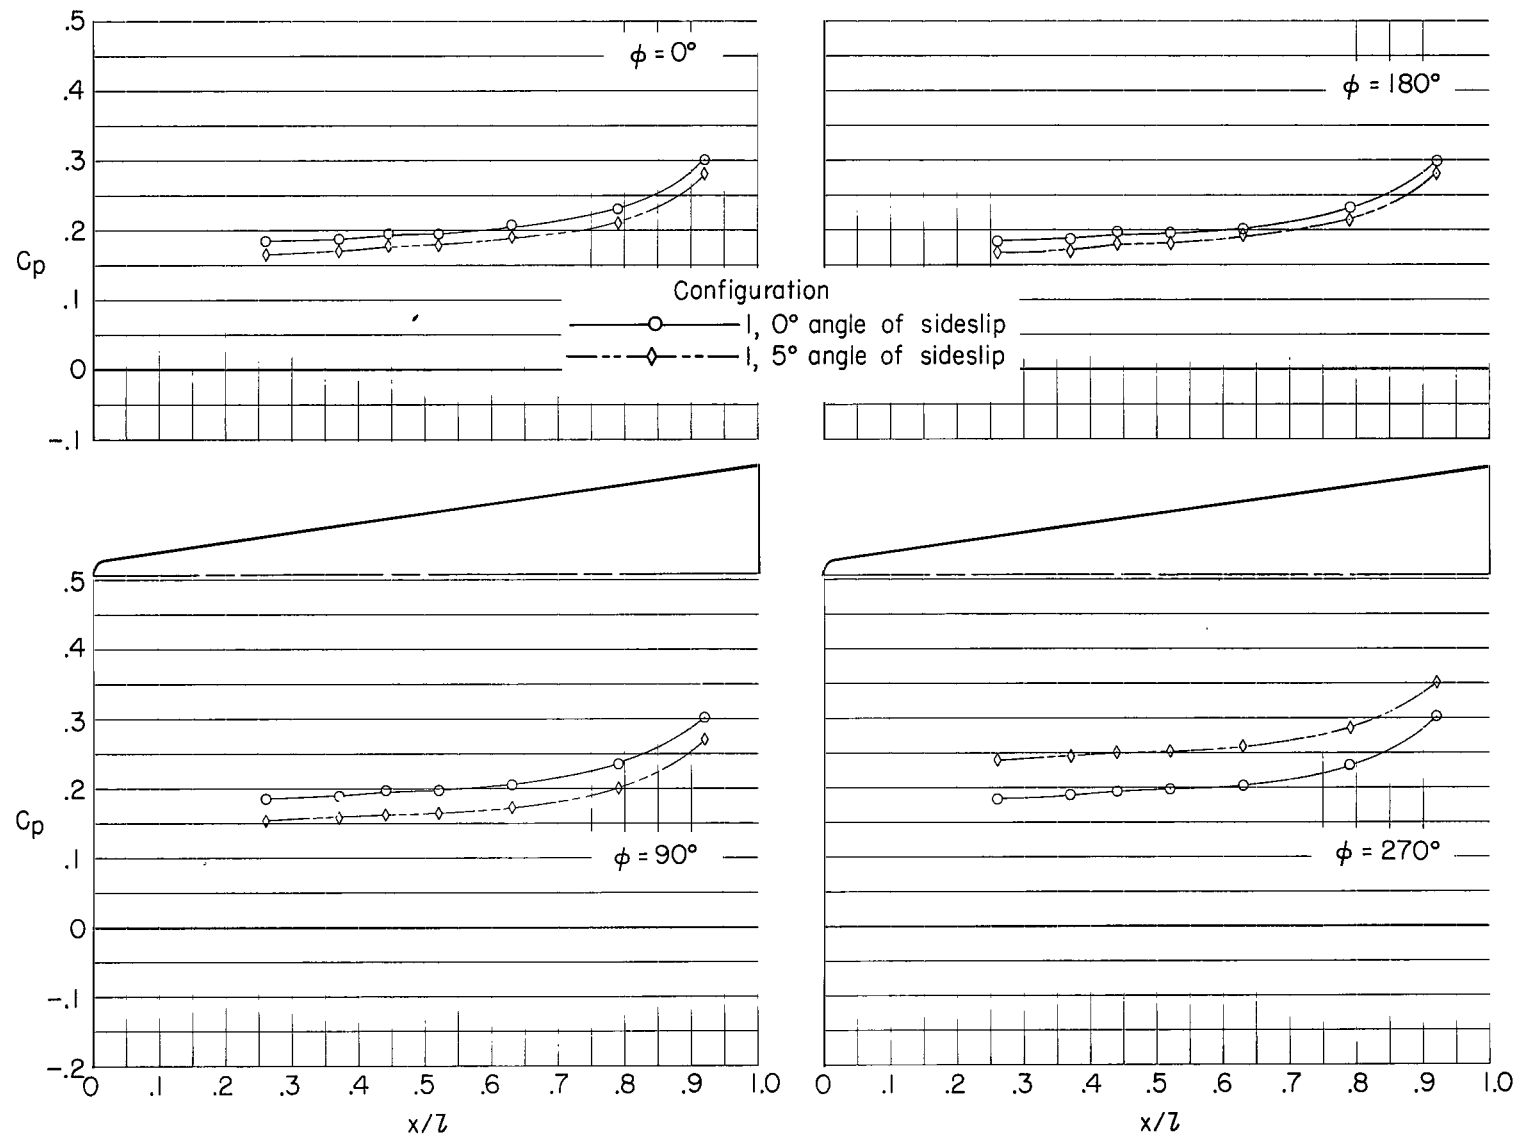 .5
.4
.3
.2
.1
0
-.1
Cp
ϕ = 0°
ϕ = 180°
Configuration
1, 0° angle of sideslip
1, 5° angle of sideslip
.5
.4
.3
.2
.1
0
-.1
-.2
Cp
ϕ = 90°
ϕ = 270°
0 .1 .2 .3 .4 .5 .6 .7 .8 .9 1.0
0 .1 .2 .3 .4 .5 .6 .7 .8 .9 1.0
x/l
x/l